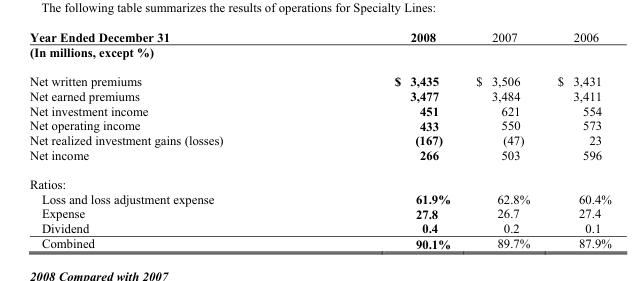 The following table summarizes the results of operations for Specialty Lines:
Year Ended December 31 2008 2007 2006
(In millions, except %)
Net written premiums $ 3,435 $ 3,506 $ 3,431
Net earned premiums 3,477 3,484 3,411
Net investment income 451 621 554
Net operating income 433 550 573
Net realized investment gains (losses) (167) (47) 23
Net income 266 503 596
Ratios:
Loss and loss adjustment expense 61.9% 62.8% 60.4%
Expense 27.8 26.7 27.4
Dividend 0.4 0.2 0.1
Combined 90.1% 89.7% 87.9%
2008 Compared with 2007